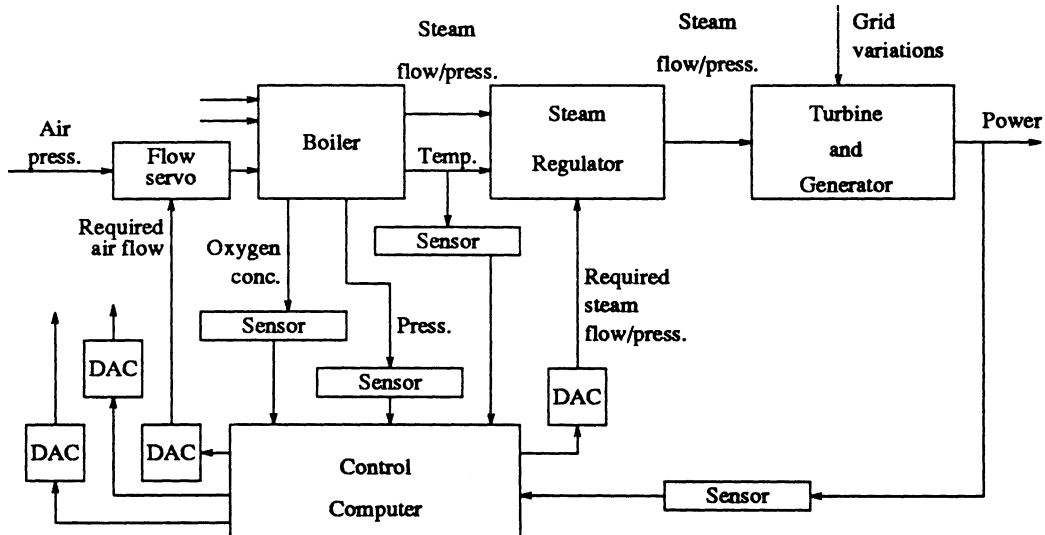 Steam
flow/press.
Steam
flow/press.
Grid
variations
Air
press.
Flow
servo
Boiler
Temp.
Steam
Regulator
Turbine
and
Generator
Power
Required
air flow
Oxygen
conc.
Sensor
Sensor
Press.
Sensor
Required
steam
flow/press.
DAC
DAC
DAC
DAC
Control
Computer
Sensor